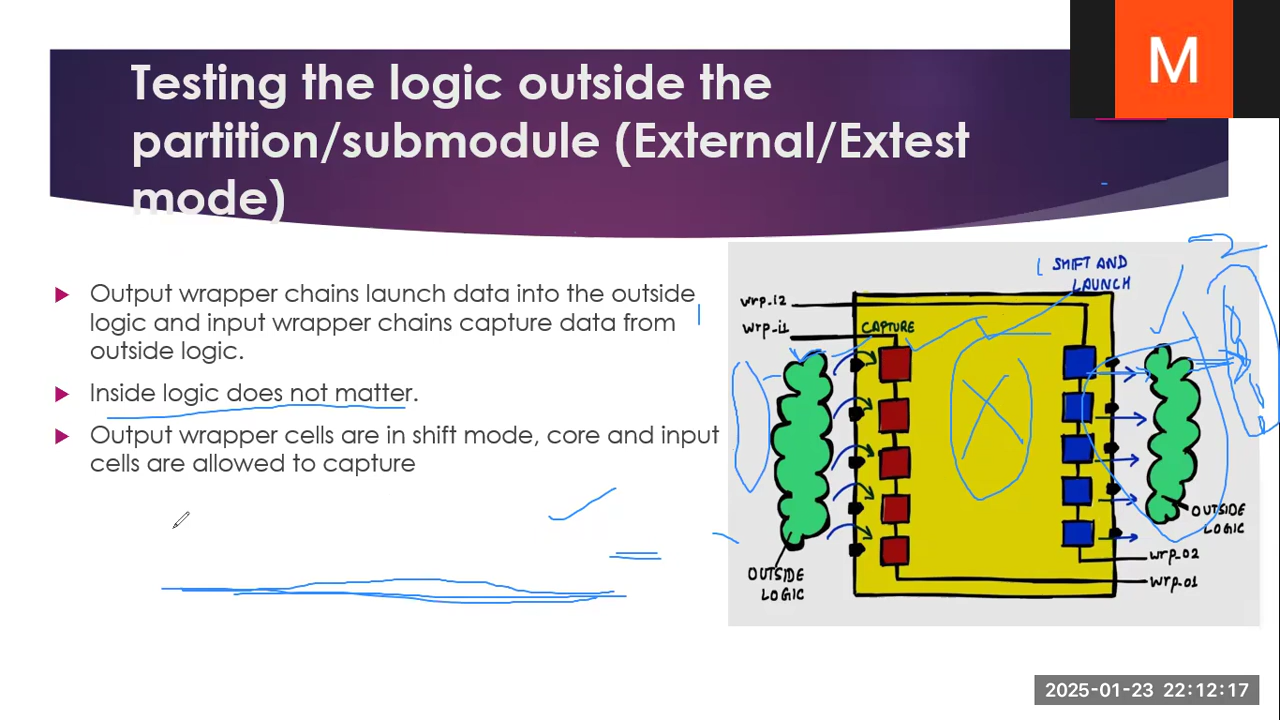 Testing the logic outside the
partition/submodule (External/Extest
mode)
M
Output wrapper chains launch data into the outside
logic and input wrapper chains capture data from
outside logic.
Inside logic does not matter.
Output wrapper cells are in shift mode, core and input
cells are allowed to capture
SHIFT AND
LAUNCH
wrp_i2
wrp_i1
CAPTURE
OUTSIDE
LOGIC
OUTSIDE
LOGIC
wrp_02
wrp_01
2025-01-23 22:12:17